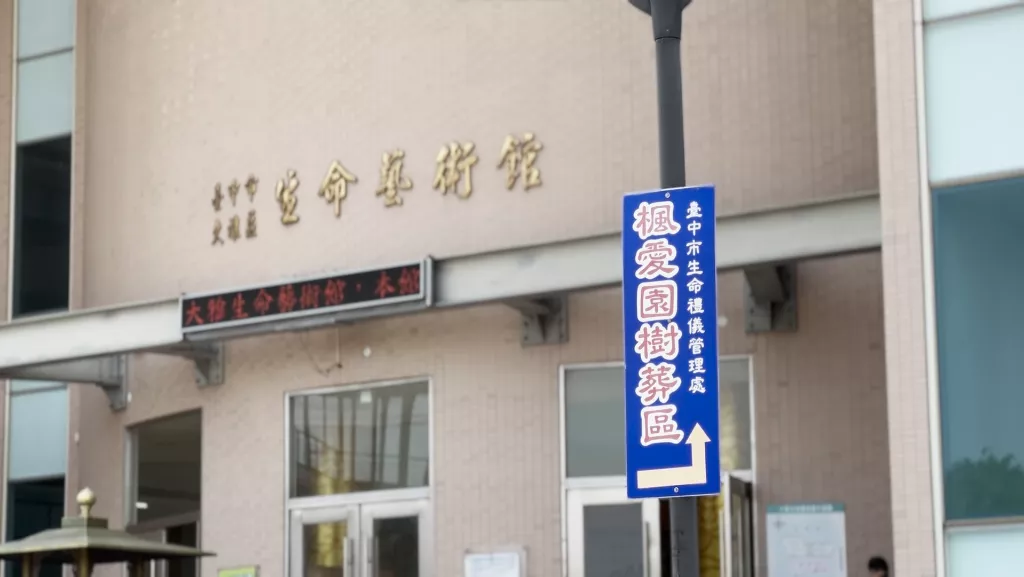 臺中市
大雅區
生命藝術館
大雅生命藝術館，本館
臺中市生命禮儀管理處
楓愛園樹葬區